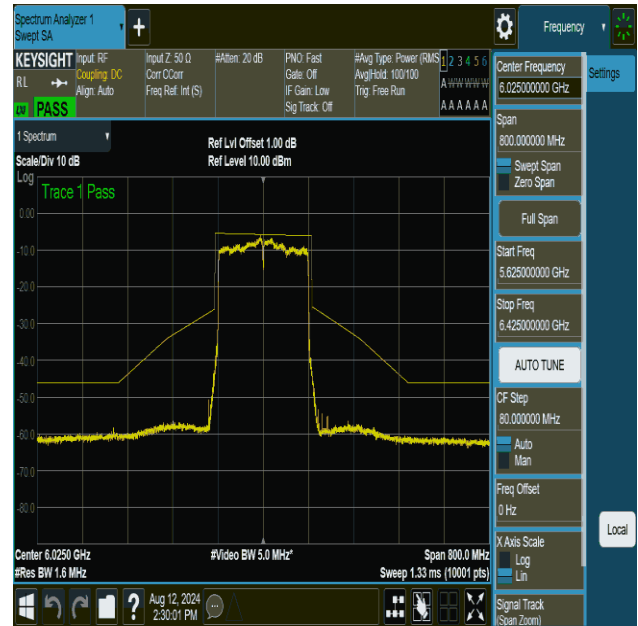 Spectrum Analyzer 1
Swept SA
+
Frequency
KEYSIGHT
RL
PASS
Input: RF
Coupling: DC
Align: Auto
Input Z: 50 Ω
Corr CCorr
Freq Ref: Int (S)
#Atten: 20 dB
PNO: Fast
Gate: Off
IF Gain: Low
Sig Track: Off
#Avg Type: Power (RMS
Avg|Hold: 100/100
Trig: Free Run
1 2 3 4 5 6
A W W W W W
A A A A A A
1 Spectrum
Scale/Div 10 dB
Ref Lvl Offset 1.00 dB
Ref Level 10.00 dBm
Log
Trace 1 Pass
0.00
-10.0
-20.0
-30.0
-40.0
-50.0
-60.0
-70.0
-80.0
Center 6.0250 GHz
#Res BW 1.6 MHz
#Video BW 5.0 MHz*
Span 800.0 MHz
Sweep 1.33 ms (10001 pts)
Aug 12, 2024
2:30:01 PM
?
Center Frequency
6.025000000 GHz
Settings
Span
800.000000 MHz
Swept Span
Zero Span
Full Span
Start Freq
5.625000000 GHz
Stop Freq
6.425000000 GHz
AUTO TUNE
CF Step
80.000000 MHz
Auto
Man
Freq Offset
0 Hz
X Axis Scale
Log
Lin
Local
Signal Track
(Span Zoom)